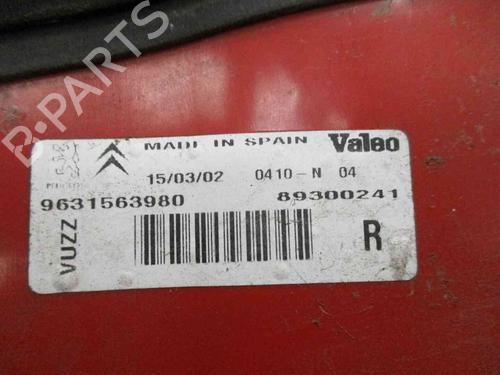 B-PARTS
MADE IN SPAIN Valeo
15/03/02 0410-N 04
9631563980 89300241
VUZZ
R